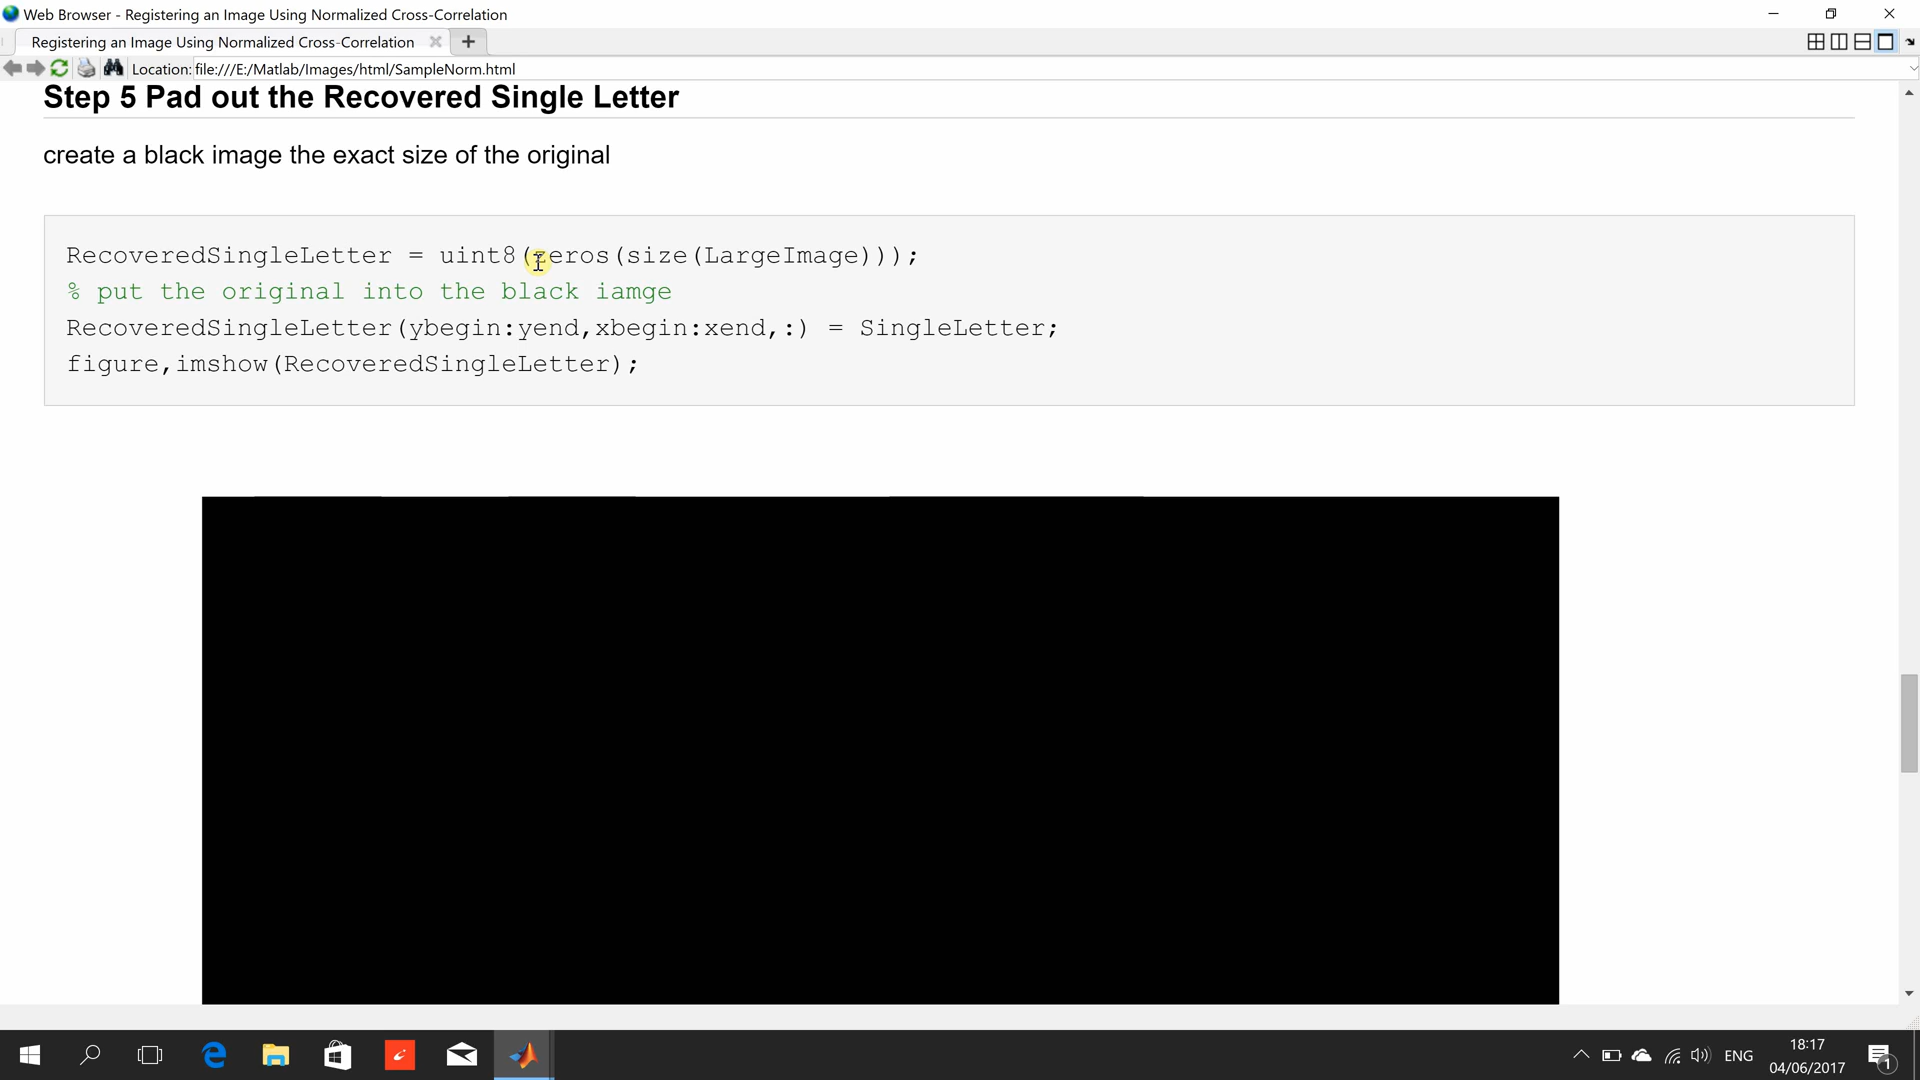 Web Browser - Registering an Image Using Normalized Cross-Correlation
Registering an Image Using Normalized Cross-Correlation
Location: file:///E:/Matlab/Images/html/SampleNorm.html
Step 5 Pad out the Recovered Single Letter
create a black image the exact size of the original
RecoveredSingleLetter = uint8(zeros(size(LargeImage)));
% put the original into the black iamge
RecoveredSingleLetter(ybegin:yend,xbegin:xend,:) = SingleLetter;
figure,imshow(RecoveredSingleLetter);
ENG
18:17
04/06/2017
1